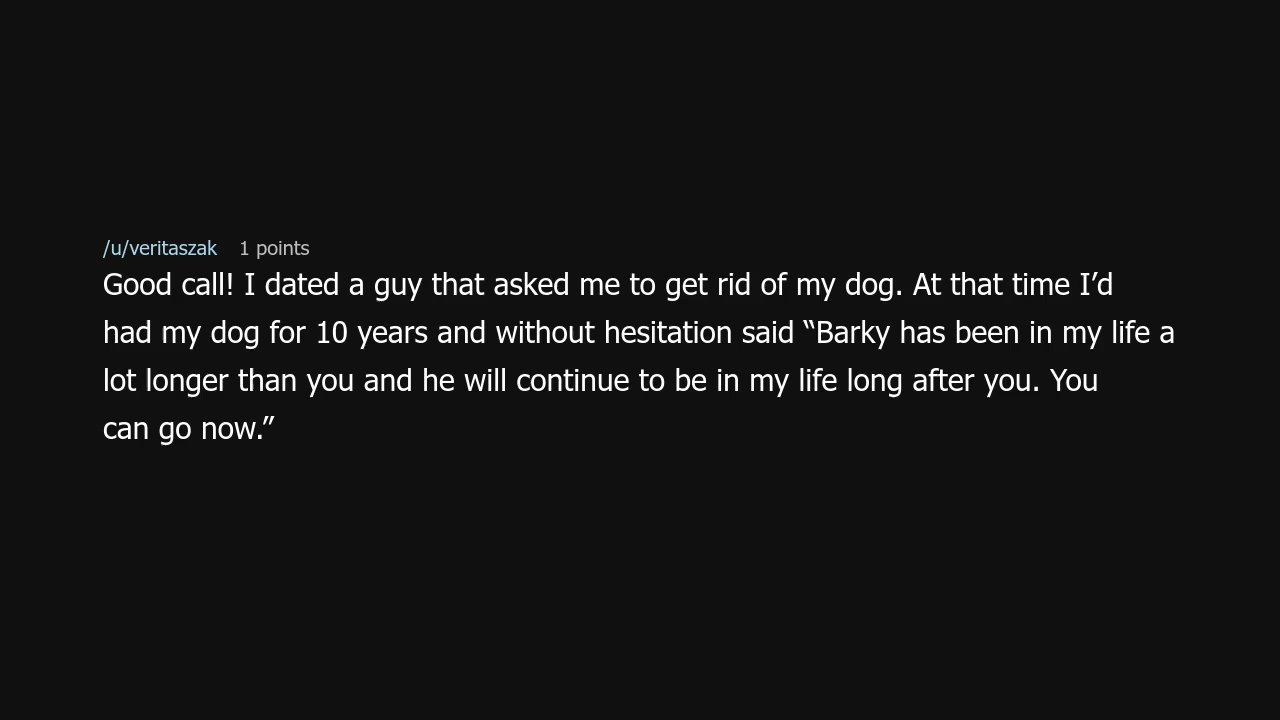 /u/veritaszak 1 points
Good call! I dated a guy that asked me to get rid of my dog. At that time I’d
had my dog for 10 years and without hesitation said “Barky has been in my life a
lot longer than you and he will continue to be in my life long after you. You
can go now.”